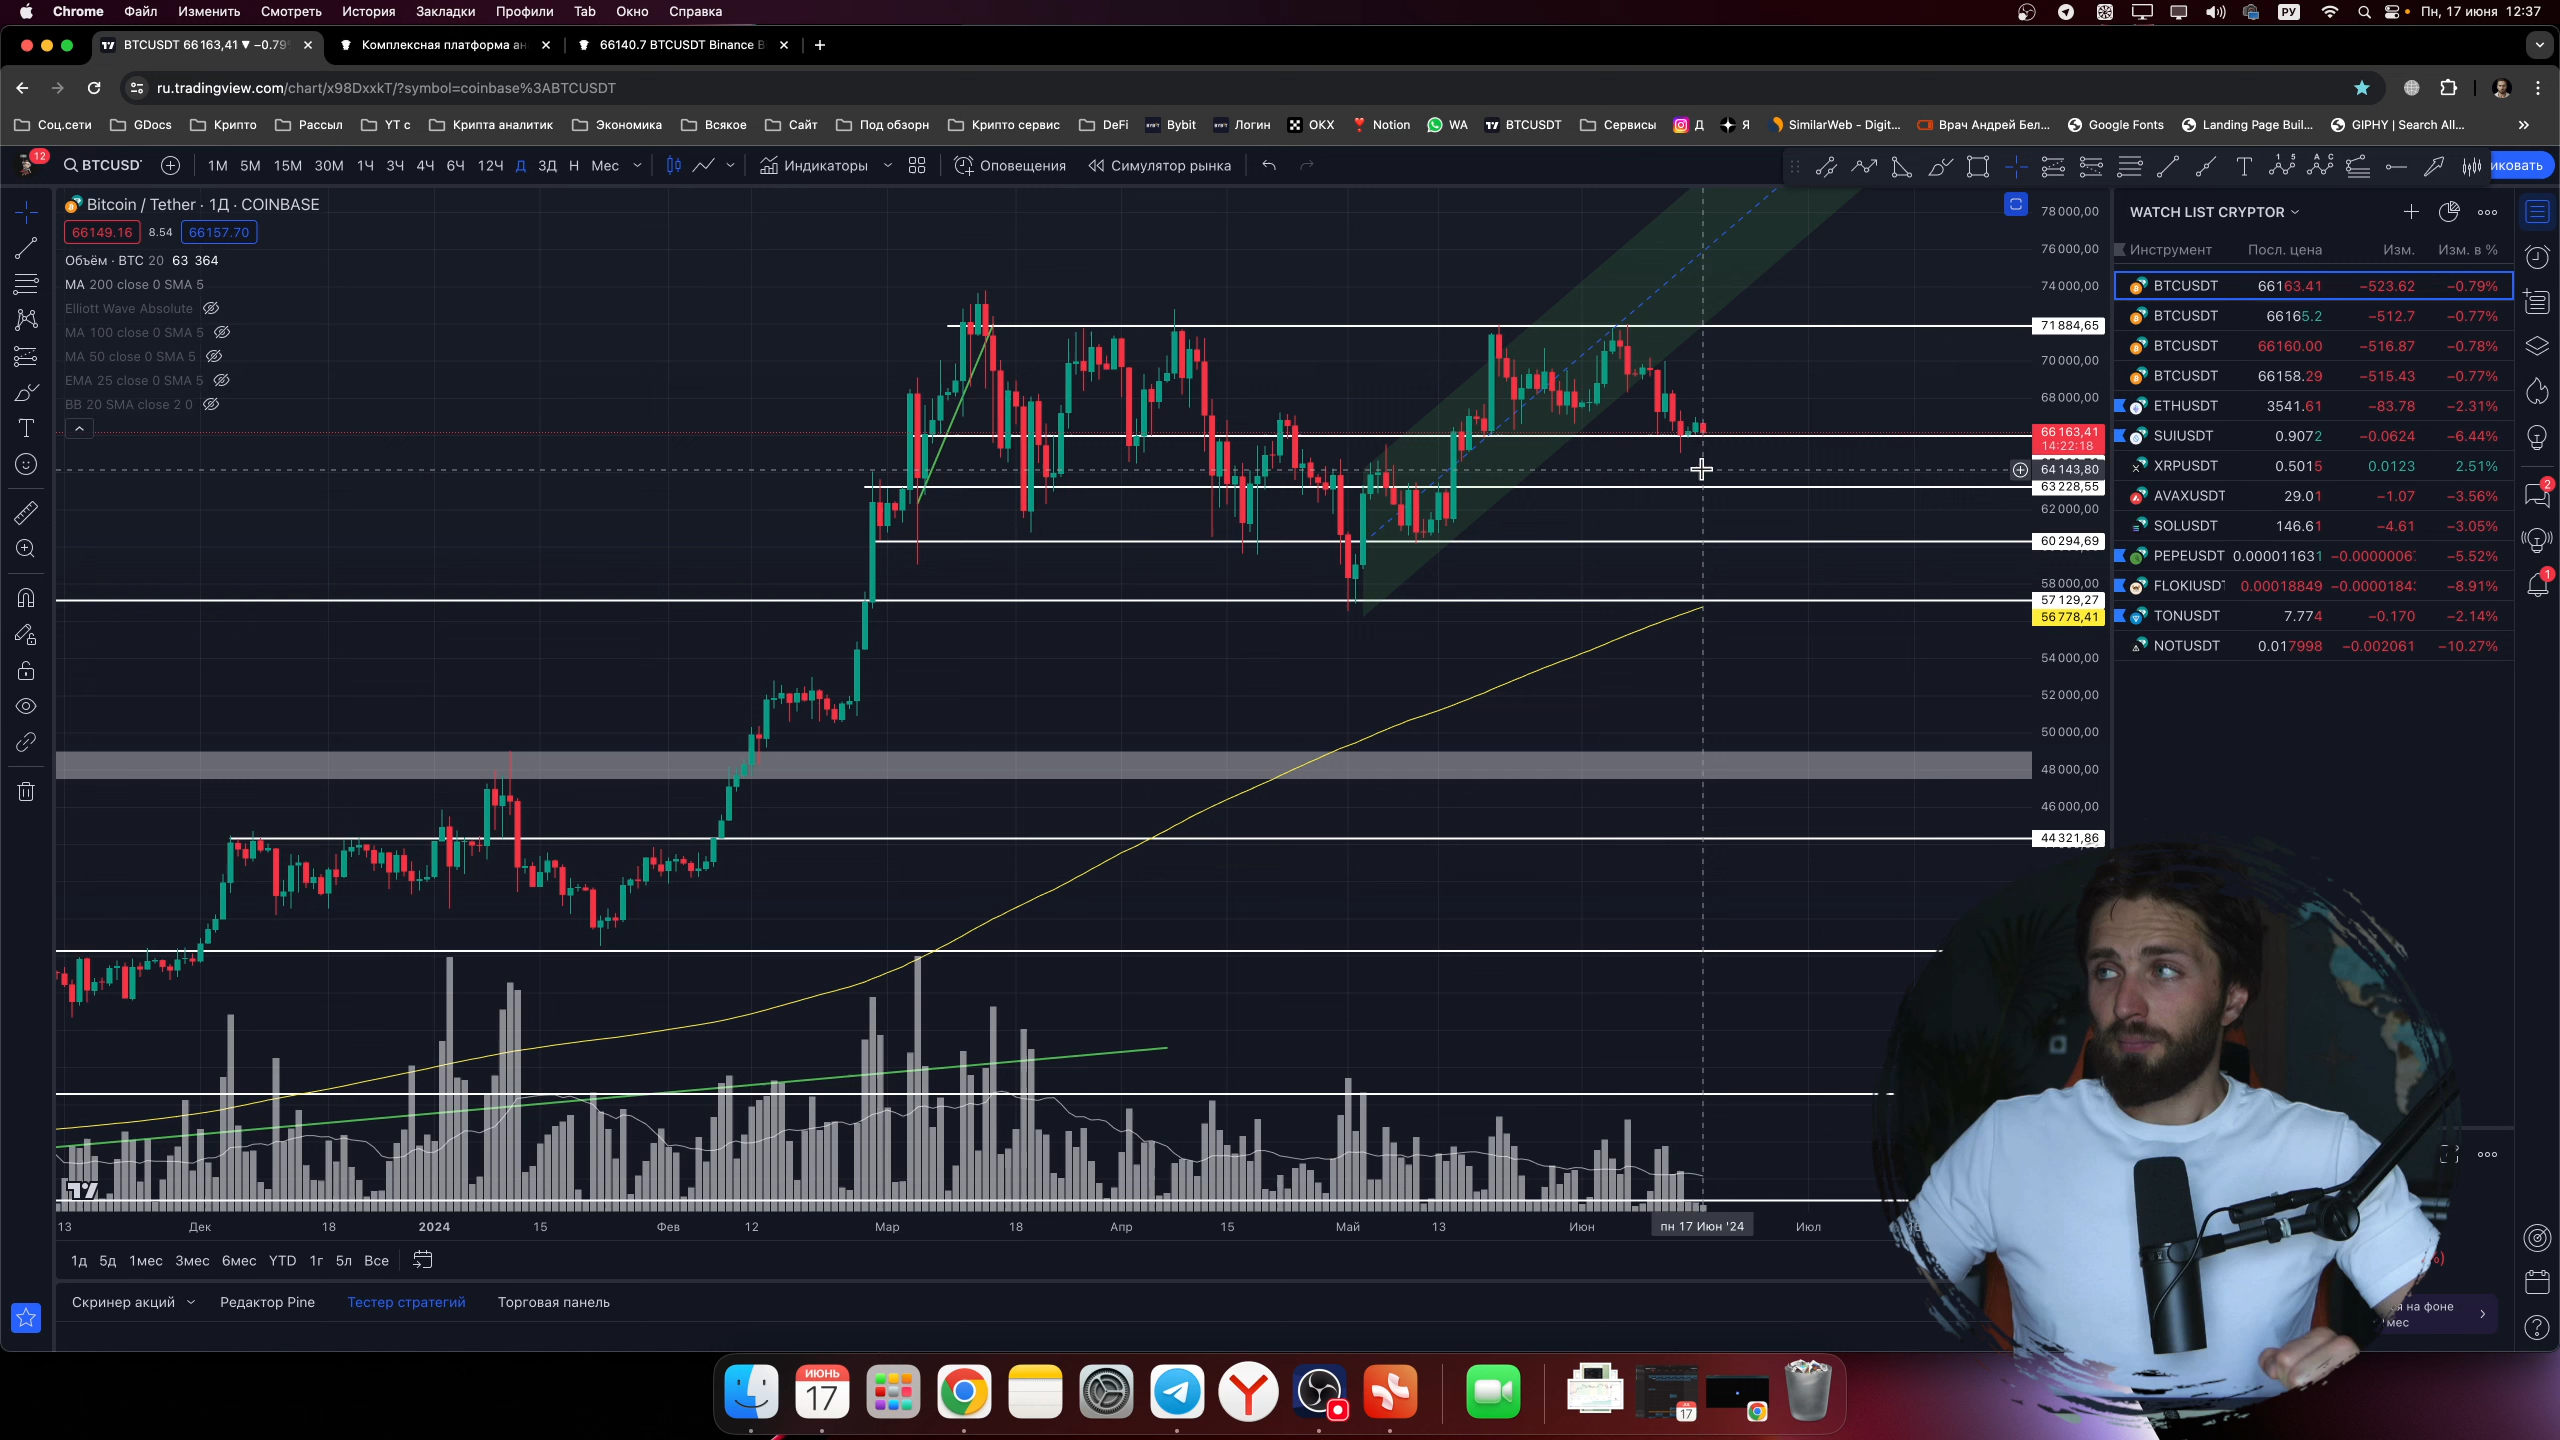 Chrome Файл Изменить Смотреть История Закладки Профили Tab Окно Справка РУ Пн, 17 июня 12:37
BTCUSDT 66 163,41 ▼ −0.79 Комплексная платформа ан 66140.7 BTCUSDT Binance B
ru.tradingview.com/chart/x98DxxkT/?symbol=coinbase%3ABTCUSDT
Соц.сети GDocs Крипто Рассыл YT c Крипта аналитик Экономика Всякое Сайт Под обзорн Крипто сервис DeFi Bybit Логин OKX Notion WA BTCUSDT Сервисы Д Я SimilarWeb - Digit... Врач Андрей Бел... Google Fonts Landing Page Buil... GIPHY | Search All... »
12 BTCUSD 1М 5М 15М 30М 1Ч 3Ч 4Ч 6Ч 12Ч Д 3Д Н Мес Индикаторы Оповещения Симулятор рынка иковать
Bitcoin / Tether · 1Д · COINBASE
66149.16 8.54 66157.70
Объём · BTC 20 63 364
MA 200 close 0 SMA 5
Elliott Wave Absolute
MA 100 close 0 SMA 5
MA 50 close 0 SMA 5
EMA 25 close 0 SMA 5
BB 20 SMA close 2 0
78 000,00
76 000,00
74 000,00
71 884,65
70 000,00
68 000,00
66 163,41
14:22:18
64 143,80
63 228,55
62 000,00
60 294,69
58 000,00
57 129,27
56 778,41
54 000,00
52 000,00
50 000,00
48 000,00
46 000,00
44 321,86
WATCH LIST CRYPTOR
Инструмент Посл. цена Изм. Изм. в %
BTCUSDT 66163.41 −523.62 −0.79%
BTCUSDT 66165.2 −512.7 −0.77%
BTCUSDT 66160.00 −516.87 −0.78%
BTCUSDT 66158.29 −515.43 −0.77%
ETHUSDT 3541.61 −83.78 −2.31%
SUIUSDT 0.9072 −0.0624 −6.44%
XRPUSDT 0.5015 0.0123 2.51%
AVAXUSDT 29.01 −1.07 −3.56%
SOLUSDT 146.61 −4.61 −3.05%
PEPEUSDT 0.000011631 −0.0000006 −5.52%
FLOKIUSDT 0.00018849 −0.0000184 −8.91%
TONUSDT 7.774 −0.170 −2.14%
NOTUSDT 0.017998 −0.002061 −10.27%
2
1
13 Дек 18 2024 15 Фев 12 Мар 18 Апр 15 Май 13 Июн пн 17 Июн '24 Июл
1д 5д 1мес 3мес 6мес YTD 1г 5л Все
Скринер акций Редактор Pine Тестер стратегий Торговая панель
на фоне
мес
ИЮНЬ
17
17